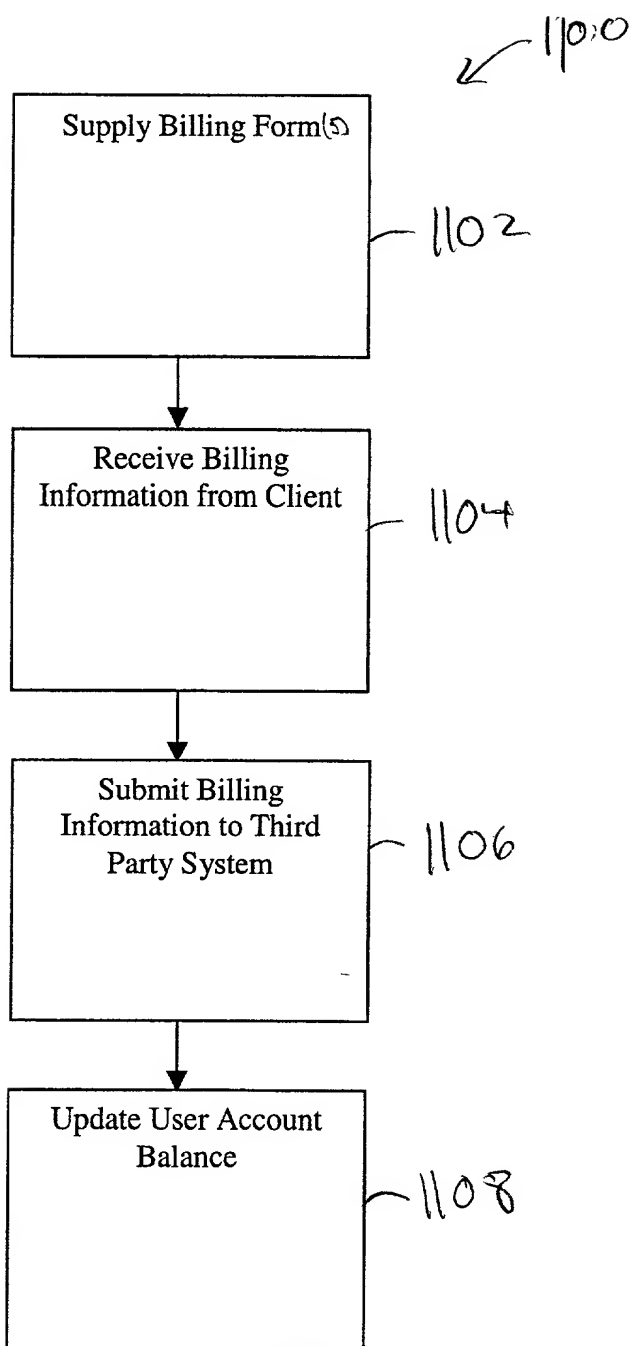 1100
Supply Billing Form(s)
1102
Receive Billing
Information from Client
1104
Submit Billing
Information to Third
Party System
1106
Update User Account
Balance
1108